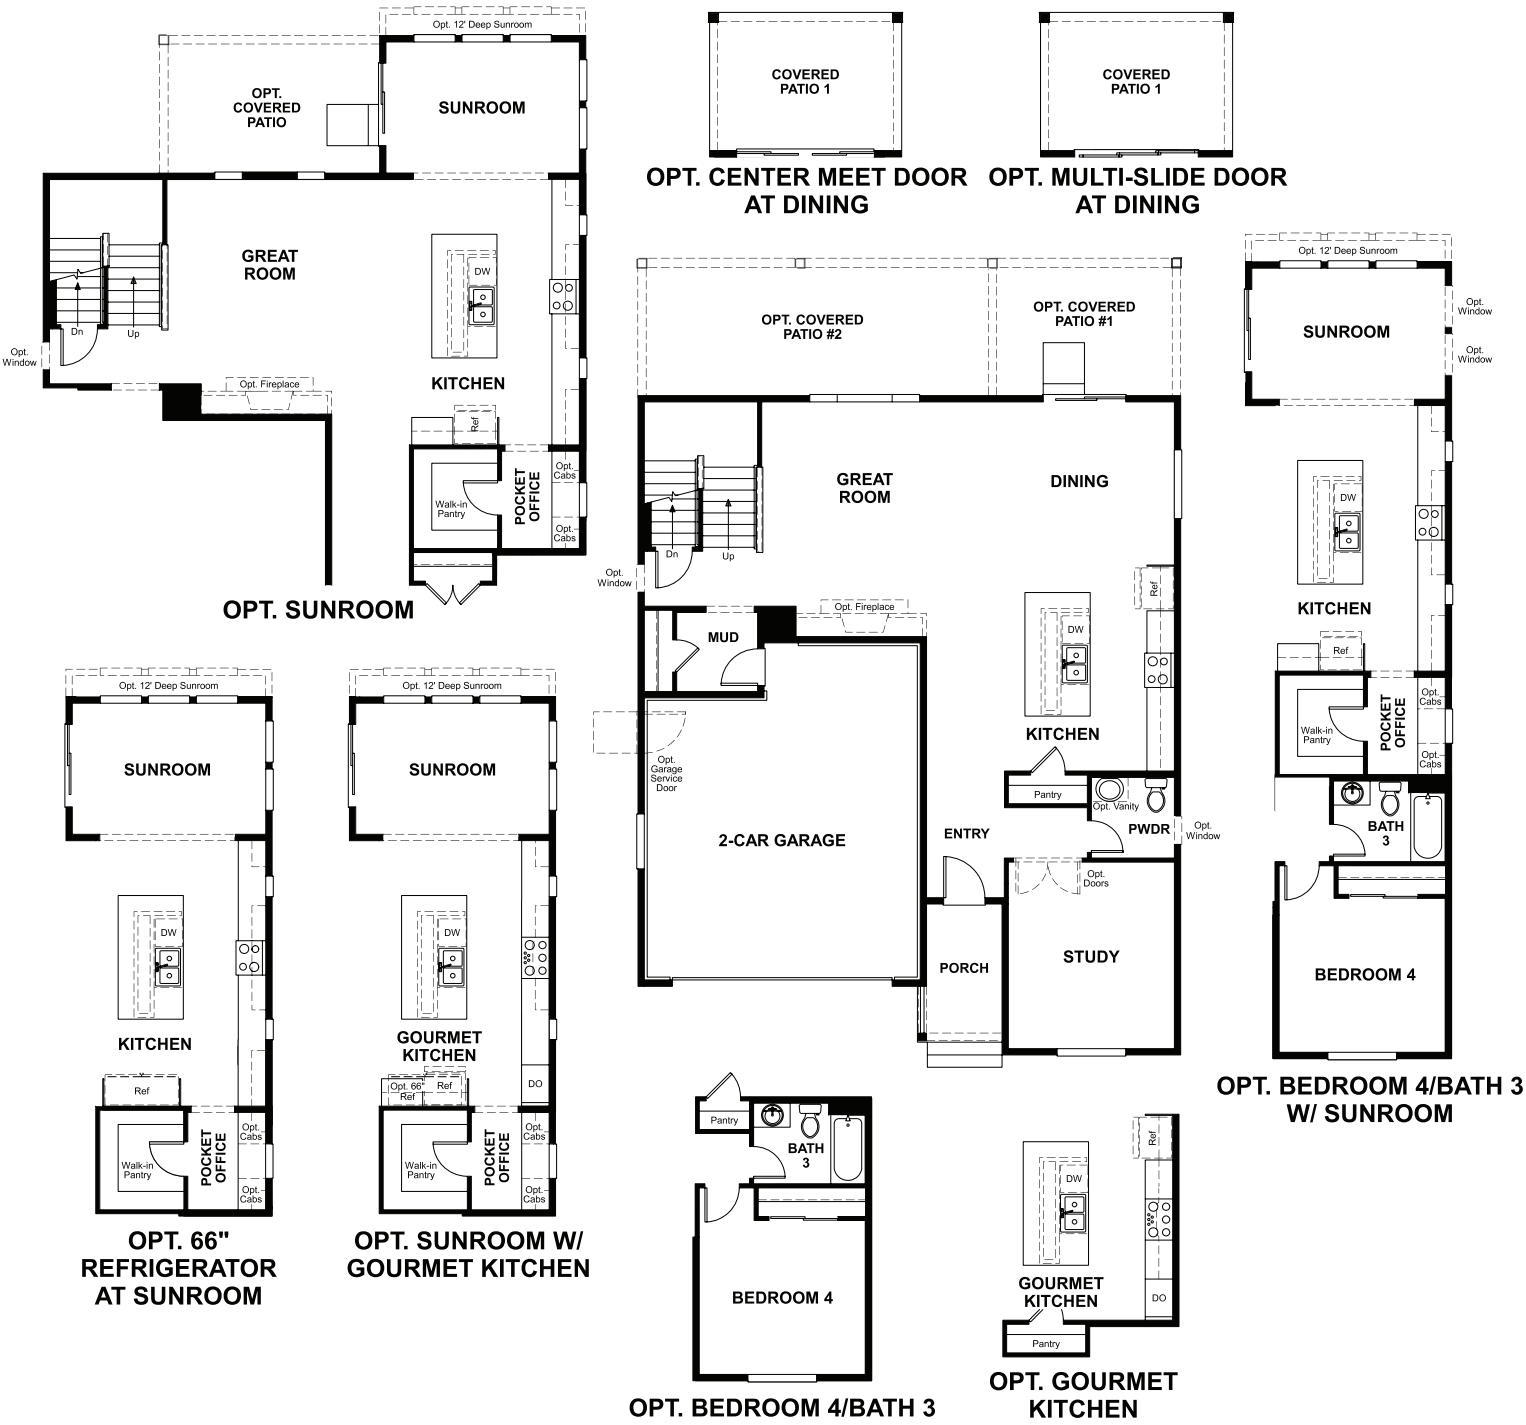 Opt. 12' Deep Sunroom
OPT.
COVERED
PATIO
SUNROOM
GREAT
ROOM
DW
Dn
Up
Opt.
Window
Opt. Fireplace
KITCHEN
Ref
Walk-in
Pantry
POCKET
OFFICE
Opt.
Cabs
Opt.
Cabs
OPT. SUNROOM
COVERED
PATIO 1
OPT. CENTER MEET DOOR
AT DINING
COVERED
PATIO 1
OPT. MULTI-SLIDE DOOR
AT DINING
OPT. COVERED
PATIO #2
OPT. COVERED
PATIO #1
GREAT
ROOM
DINING
Dn
Up
Opt.
Window
Opt. Fireplace
MUD
Ref
DW
KITCHEN
Opt.
Garage
Service
Door
Pantry
Opt. Vanity
PWDR
Opt.
Window
2-CAR GARAGE
ENTRY
Opt.
Doors
STUDY
PORCH
Opt. 12' Deep Sunroom
SUNROOM
Opt.
Window
Opt.
Window
DW
KITCHEN
Ref
Walk-in
Pantry
POCKET
OFFICE
Opt.
Cabs
Opt.
Cabs
BATH
3
BEDROOM 4
OPT. BEDROOM 4/BATH 3
W/ SUNROOM
Opt. 12' Deep Sunroom
SUNROOM
DW
KITCHEN
Ref
Walk-in
Pantry
POCKET
OFFICE
Opt.
Cabs
Opt.
Cabs
OPT. 66"
REFRIGERATOR
AT SUNROOM
Opt. 12' Deep Sunroom
SUNROOM
DW
GOURMET
KITCHEN
Opt. 66"
Ref
Ref
DO
Walk-in
Pantry
POCKET
OFFICE
Opt.
Cabs
Opt.
Cabs
OPT. SUNROOM W/
GOURMET KITCHEN
Pantry
BATH
3
BEDROOM 4
OPT. BEDROOM 4/BATH 3
Ref
DW
GOURMET
KITCHEN
DO
Pantry
OPT. GOURMET
KITCHEN